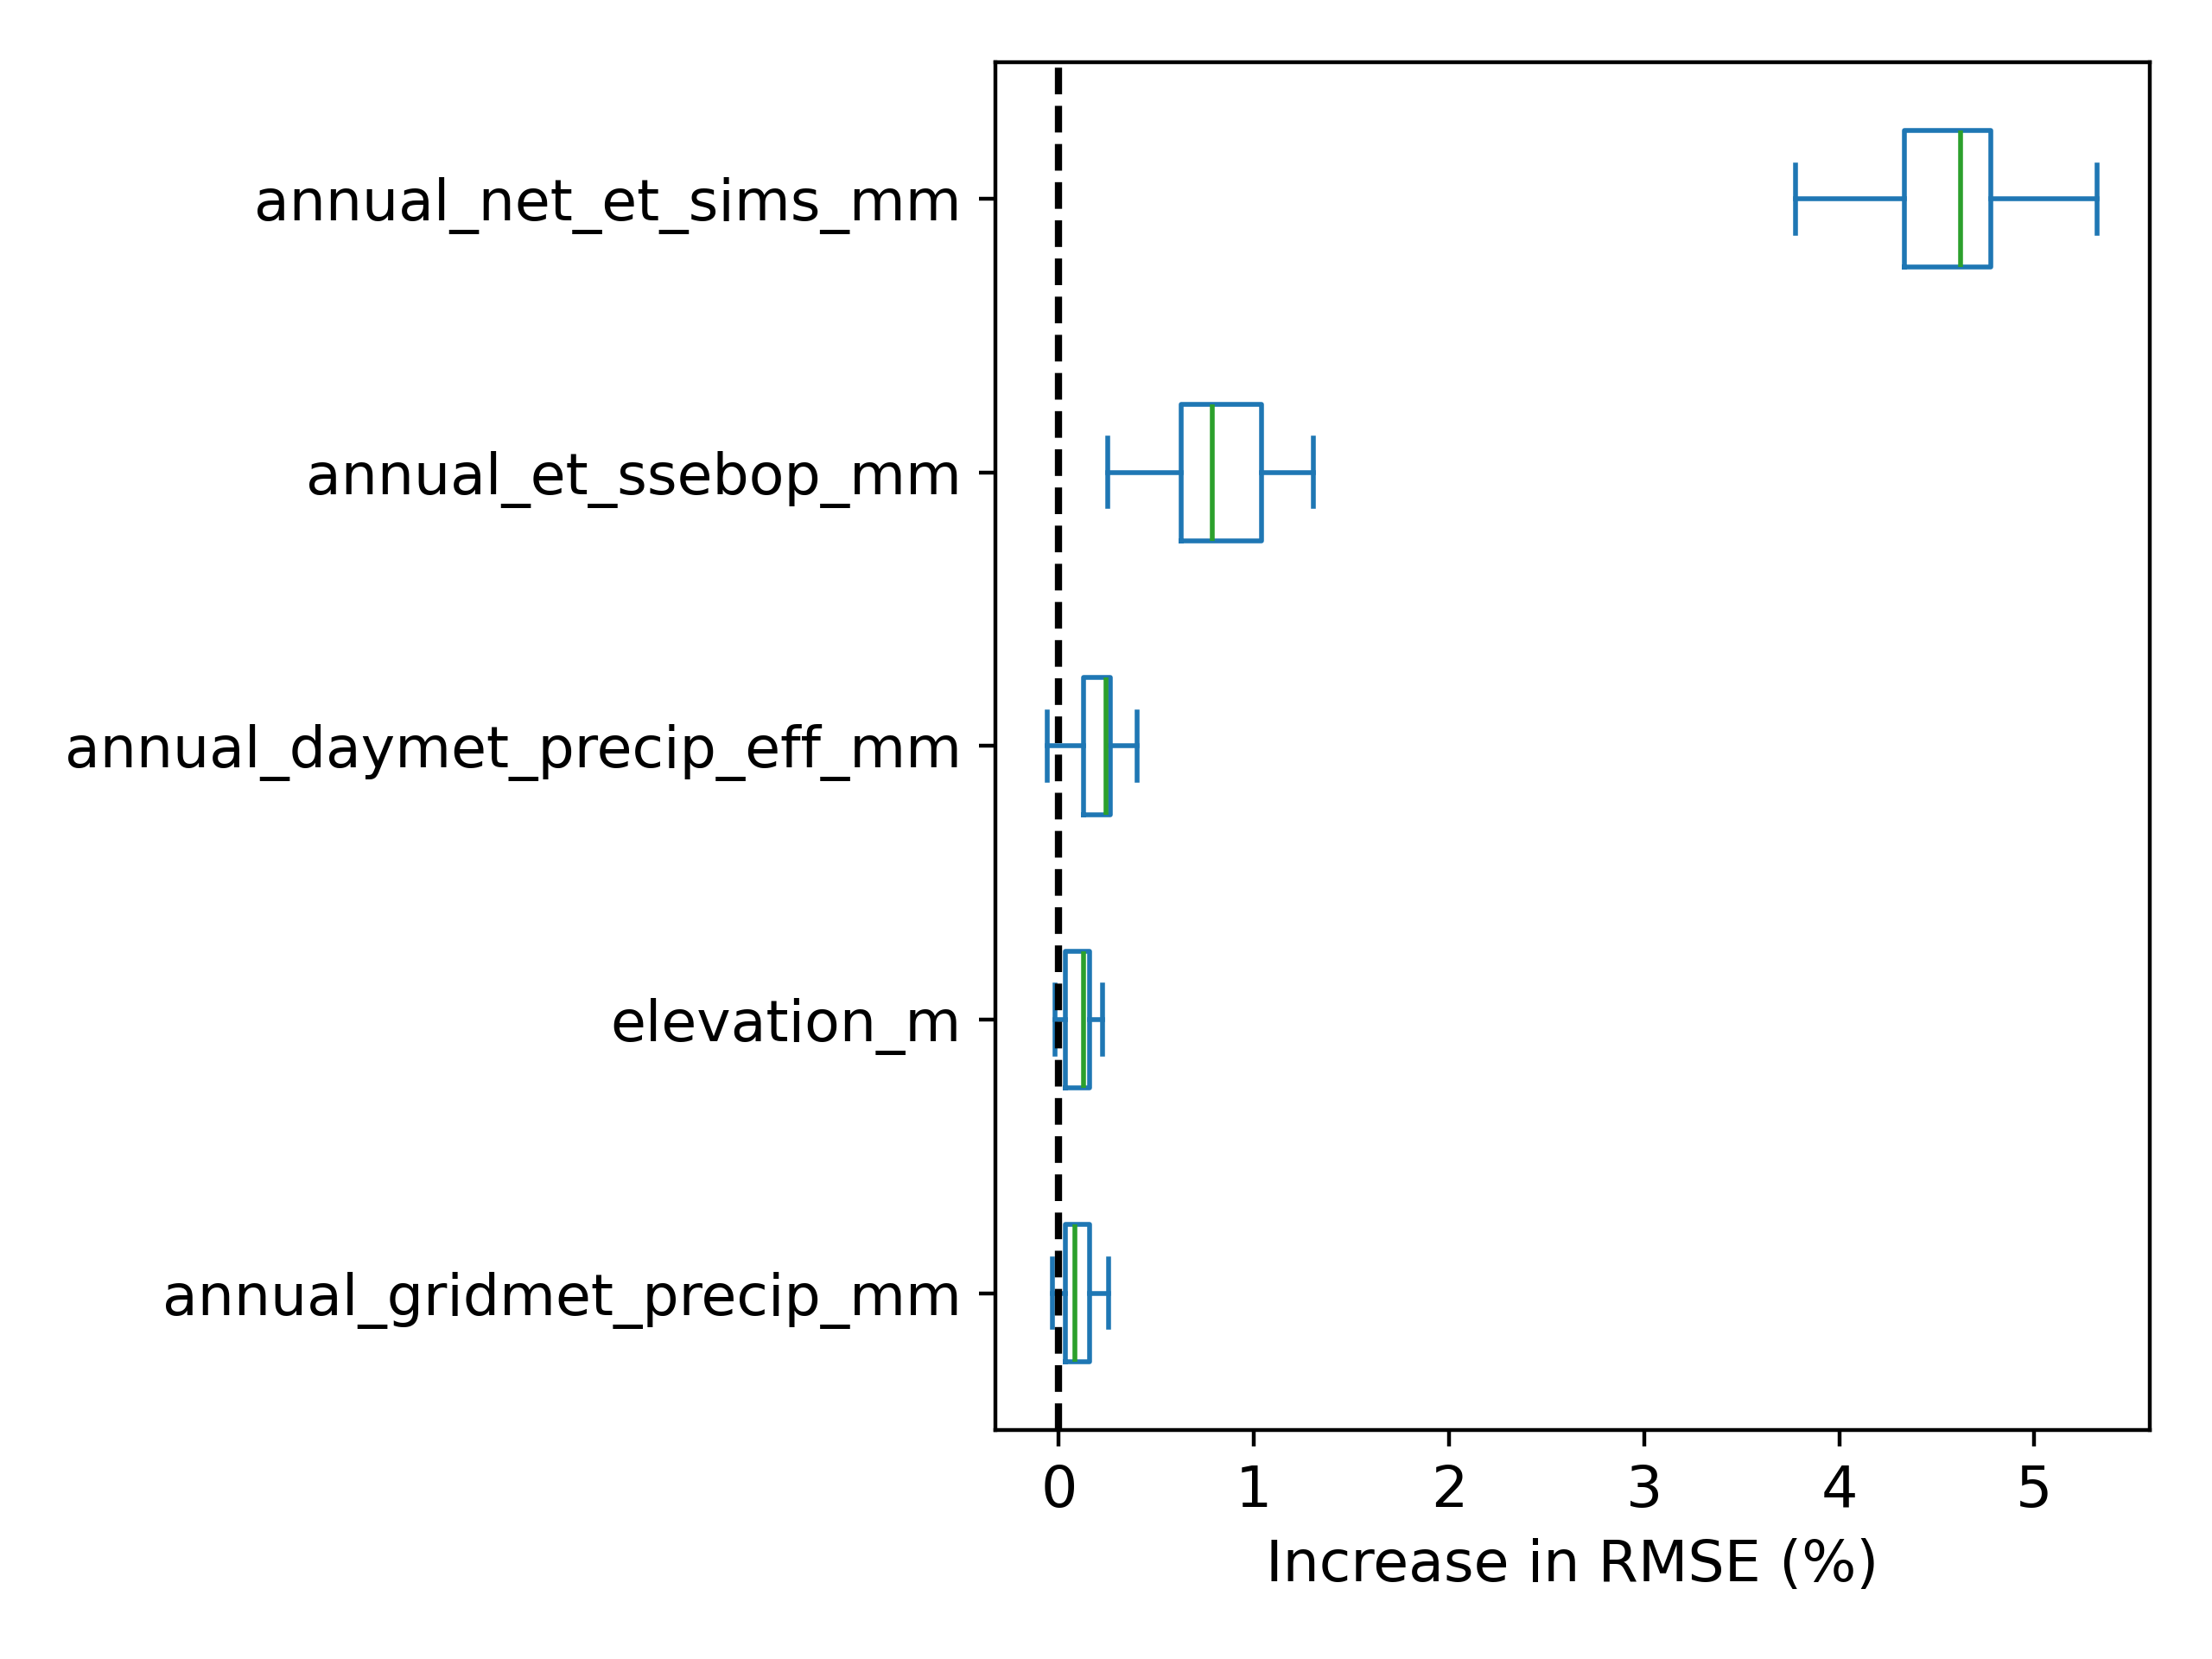 annual_net_et_sims_mm
annual_et_ssebop_mm
annual_daymet_precip_eff_mm
elevation_m
annual_gridmet_precip_mm
0 1 2 3 4 5
Increase in RMSE (%)